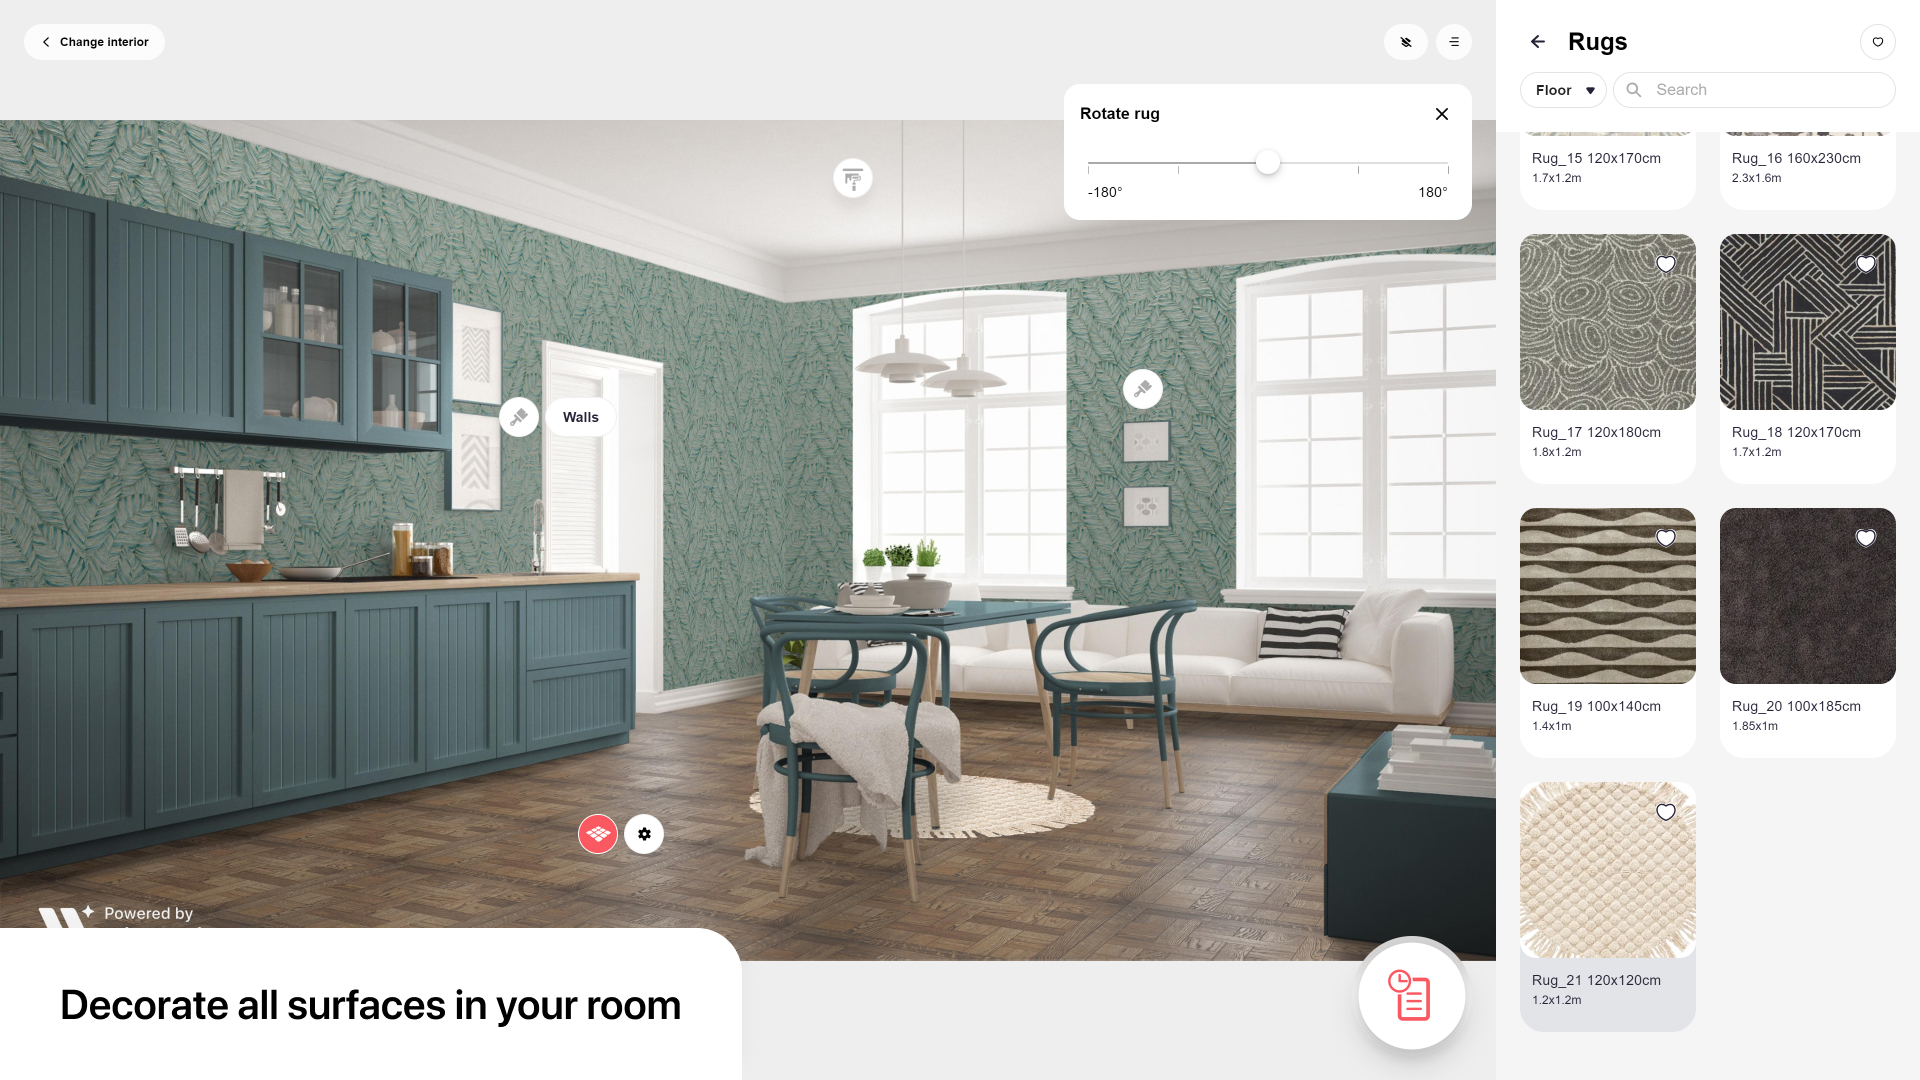 Change interior
Rotate rug
-180°
180°
Walls
Powered by
Decorate all surfaces in your room
Rugs
Floor
Search
Rug_15 120x170cm
1.7x1.2m
Rug_16 160x230cm
2.3x1.6m
Rug_17 120x180cm
1.8x1.2m
Rug_18 120x170cm
1.7x1.2m
Rug_19 100x140cm
1.4x1m
Rug_20 100x185cm
1.85x1m
Rug_21 120x120cm
1.2x1.2m